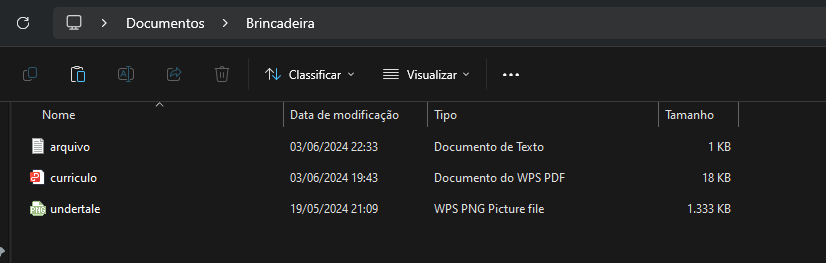 Documentos Brincadeira
Classificar Visualizar
Nome Data de modificação Tipo Tamanho
arquivo 03/06/2024 22:33 Documento de Texto 1 KB
curriculo 03/06/2024 19:43 Documento do WPS PDF 18 KB
undertale 19/05/2024 21:09 WPS PNG Picture file 1.333 KB